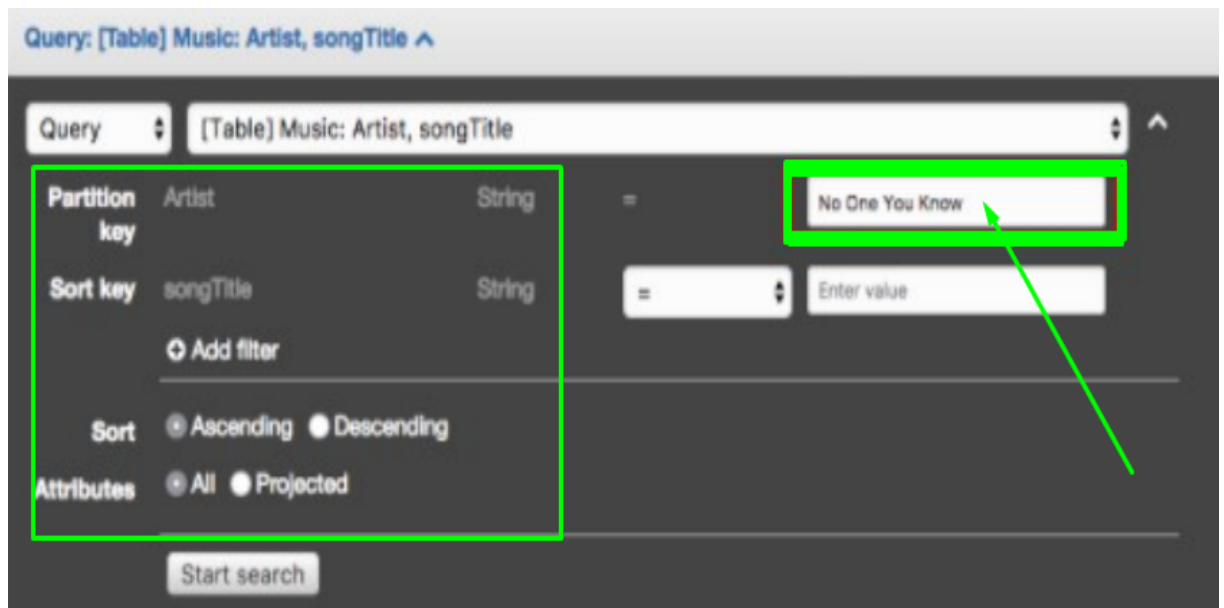 Query: [Table] Music: Artist, songTitle
Query [Table] Music: Artist, songTitle
Partition key Artist String = No One You Know
Sort key songTitle String = Enter value
Add filter
Sort Ascending Descending
Attributes All Projected
Start search